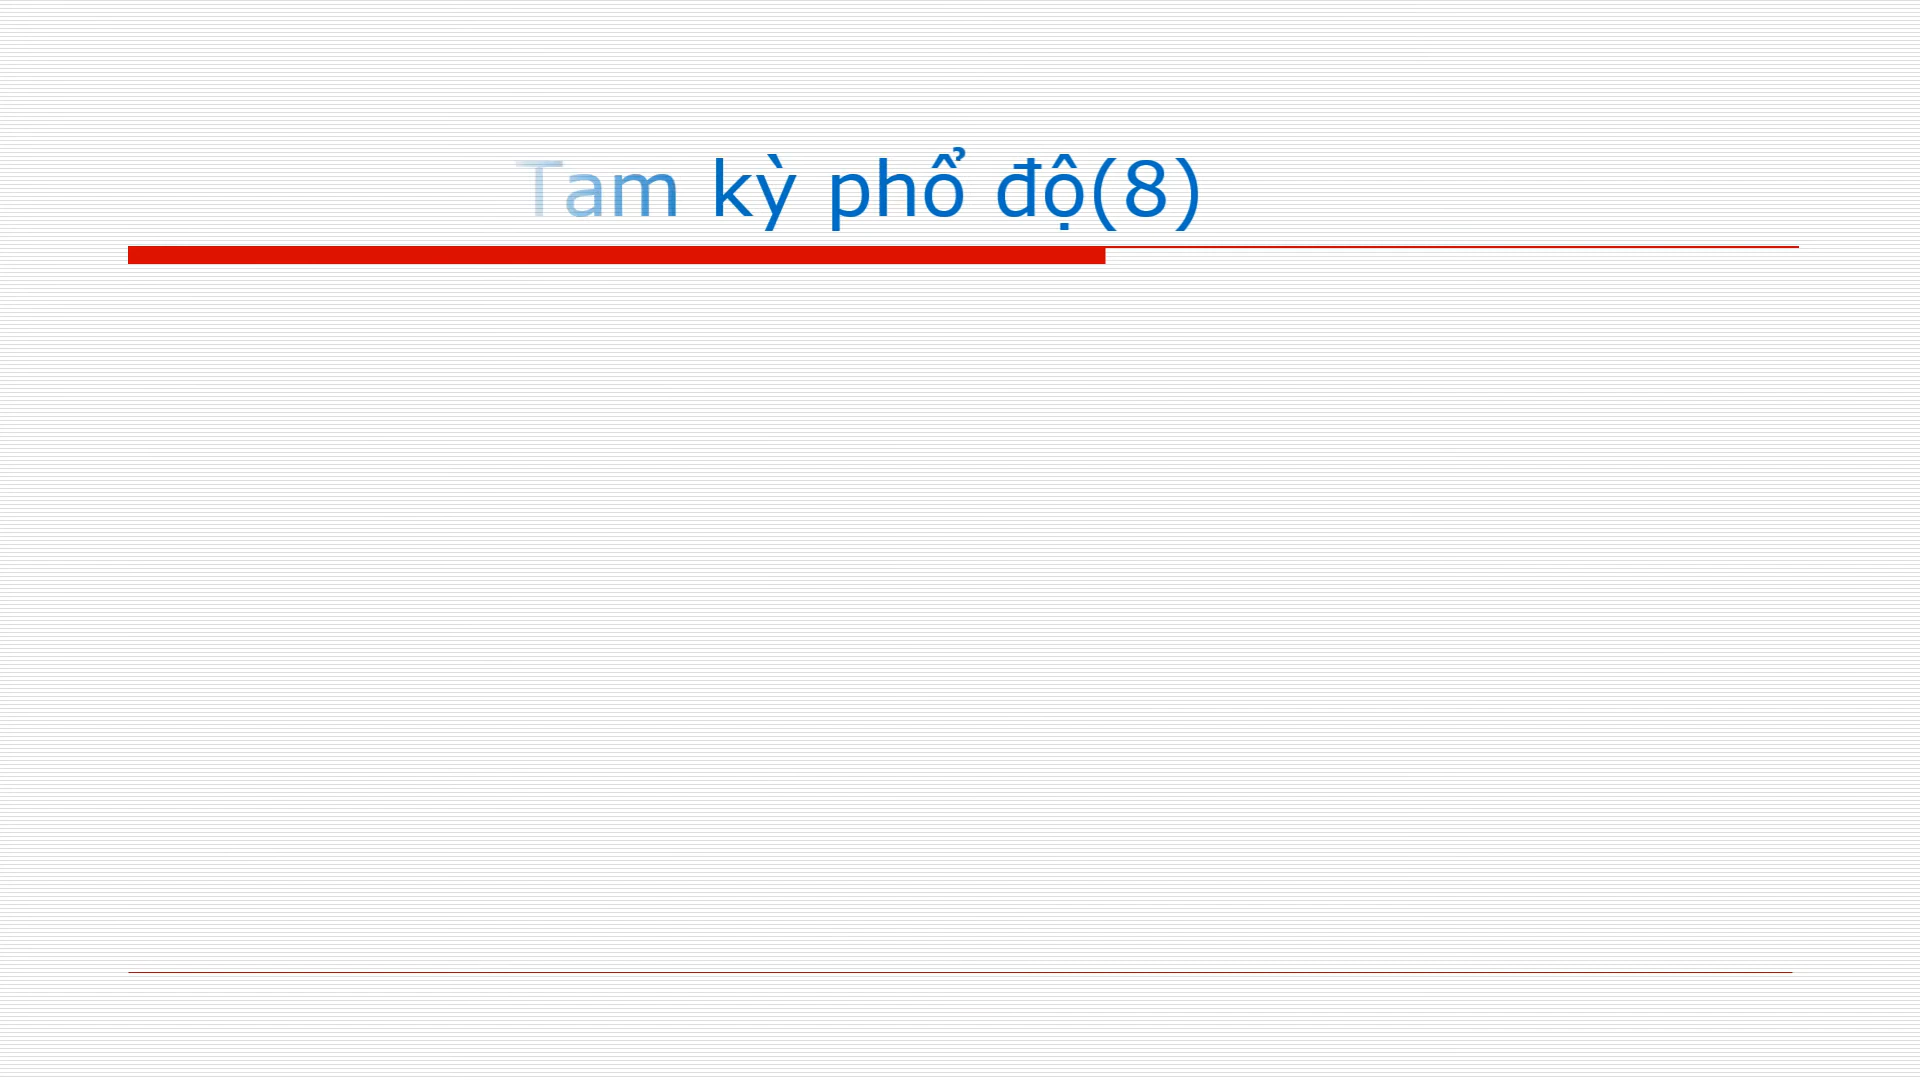 Tam kỳ phổ độ(8)